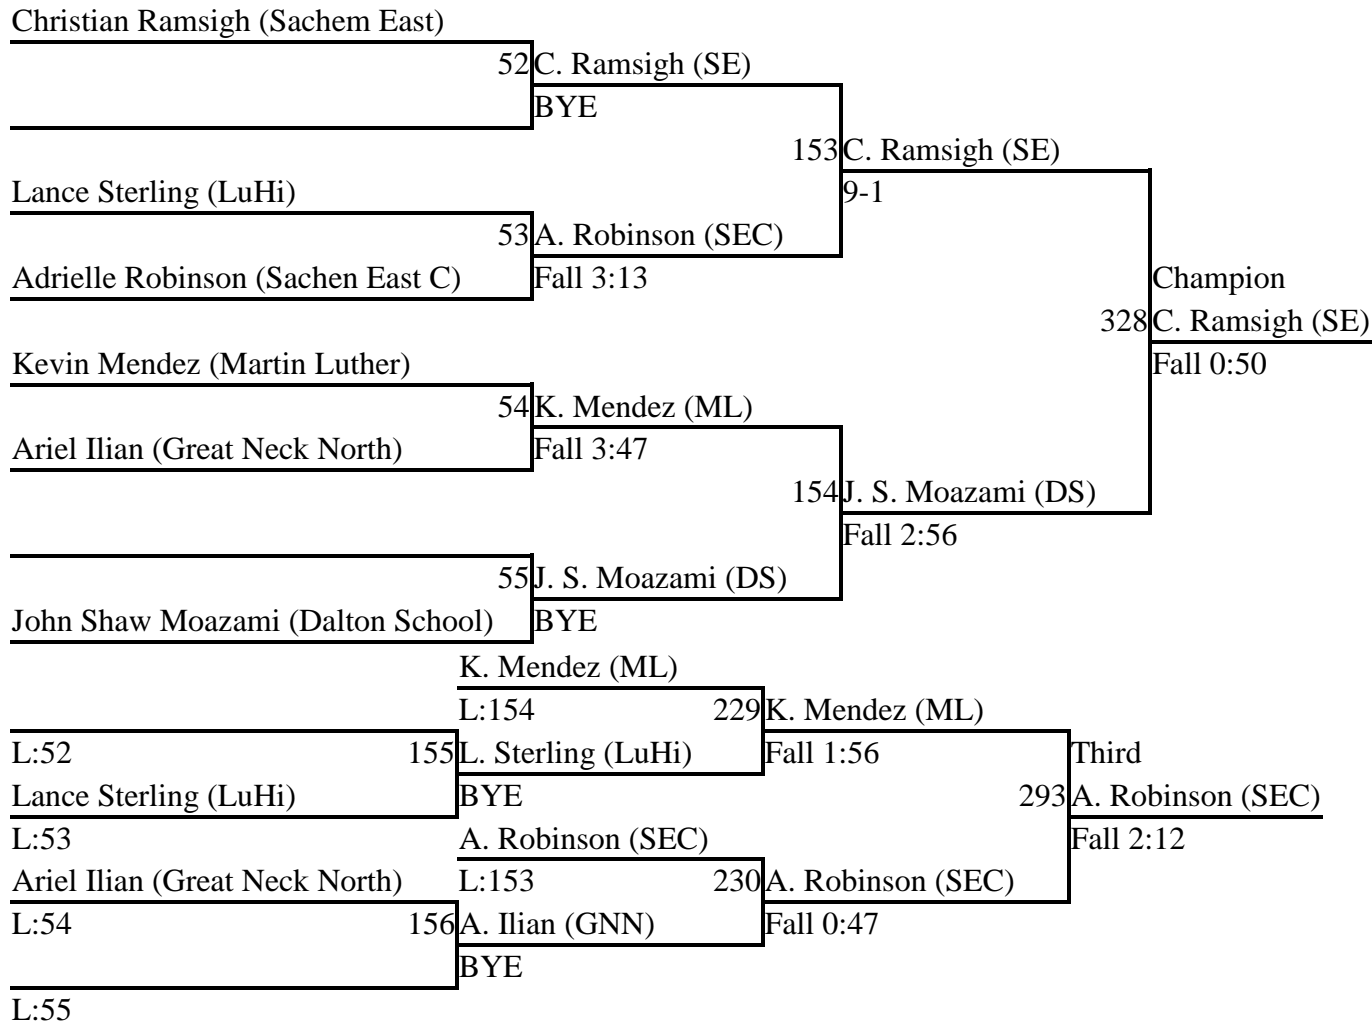 Christian Ramsigh (Sachem East)
52 C. Ramsigh (SE)
BYE
153 C. Ramsigh (SE)
Lance Sterling (LuHi)
9-1
53 A. Robinson (SEC)
Adrielle Robinson (Sachen East C)
Fall 3:13
Champion
328 C. Ramsigh (SE)
Kevin Mendez (Martin Luther)
Fall 0:50
54 K. Mendez (ML)
Ariel Ilian (Great Neck North)
Fall 3:47
154 J. S. Moazami (DS)
Fall 2:56
55 J. S. Moazami (DS)
John Shaw Moazami (Dalton School)
BYE
K. Mendez (ML)
L:154
229 K. Mendez (ML)
L:52
155 L. Sterling (LuHi)
Fall 1:56
Third
Lance Sterling (LuHi)
BYE
293 A. Robinson (SEC)
L:53
A. Robinson (SEC)
Fall 2:12
Ariel Ilian (Great Neck North)
L:153
230 A. Robinson (SEC)
L:54
156 A. Ilian (GNN)
Fall 0:47
BYE
L:55